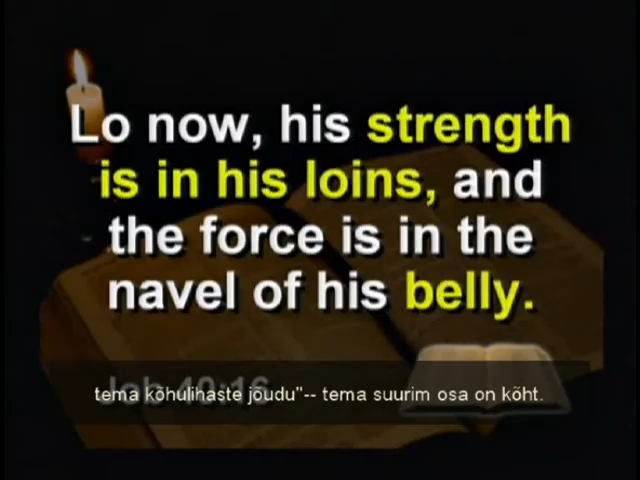 Lo now, his strength
is in his loins, and
the force is in the
navel of his belly.
Job 40:16
tema kõhulihaste jõudu"-- tema suurim osa on kõht.